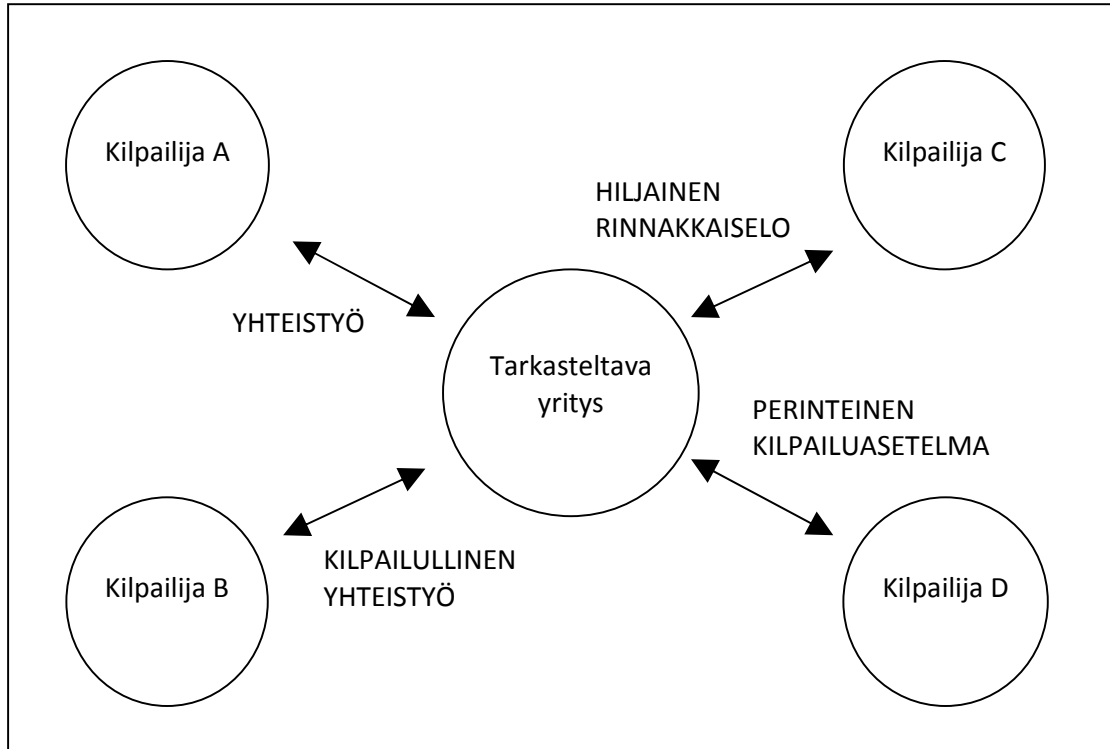 Kilpailija A
Kilpailija C
HILJAINEN
RINNAKKAISELO
YHTEISTYÖ
Tarkasteltava
yritys
PERINTEINEN
KILPAILUASETELMA
KILPAILULLINEN
YHTEISTYÖ
Kilpailija B
Kilpailija D